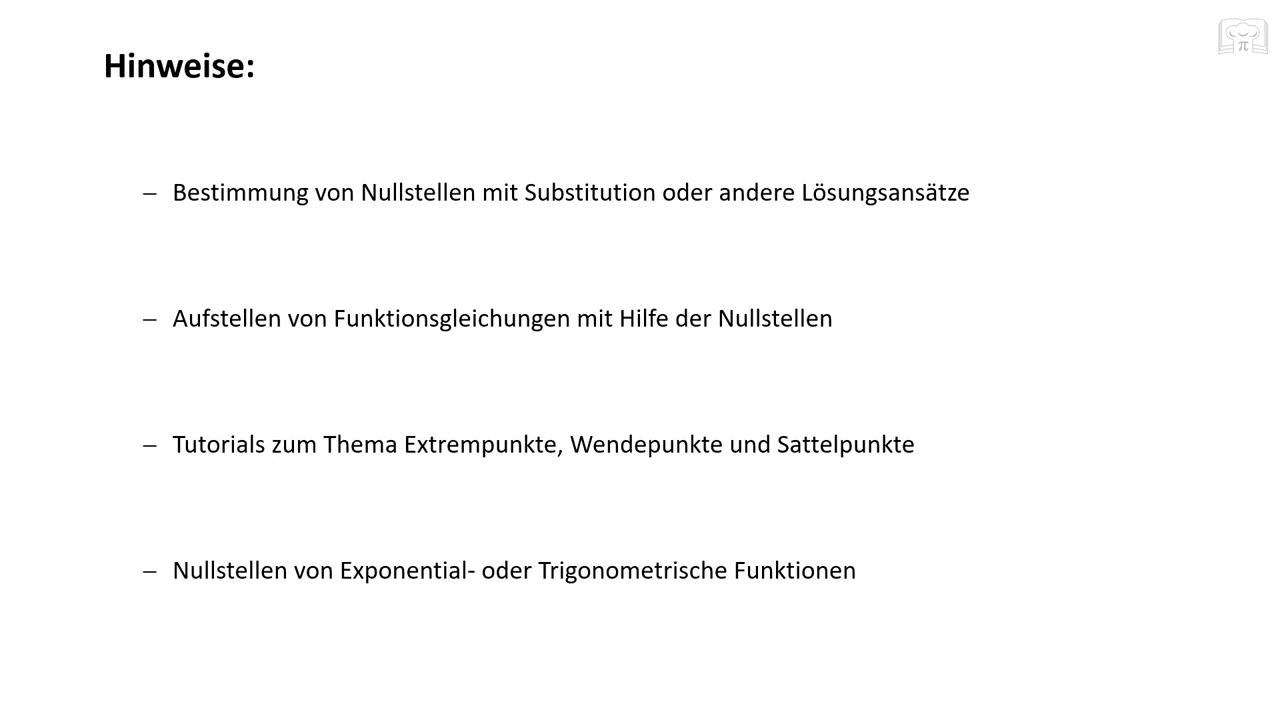 Hinweise:
– Bestimmung von Nullstellen mit Substitution oder andere Lösungsansätze
– Aufstellen von Funktionsgleichungen mit Hilfe der Nullstellen
– Tutorials zum Thema Extrempunkte, Wendepunkte und Sattelpunkte
– Nullstellen von Exponential- oder Trigonometrische Funktionen
π